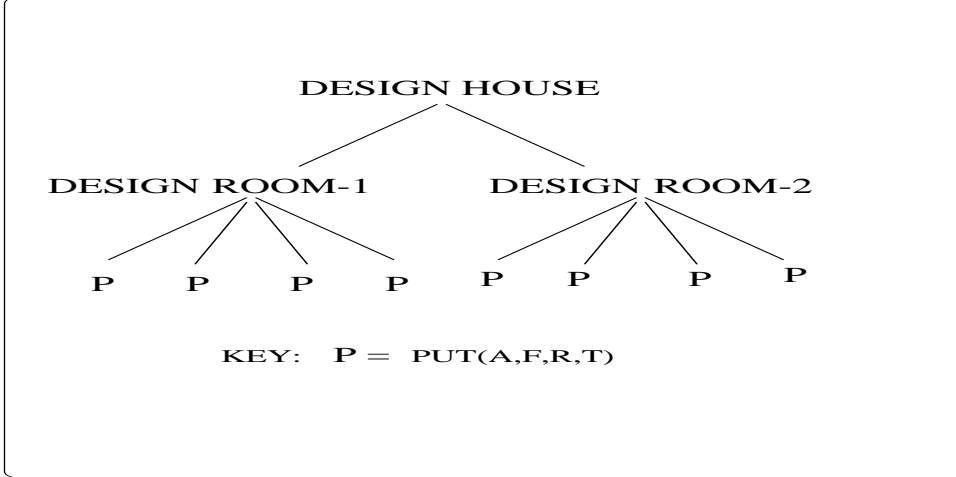 DESIGN HOUSE
DESIGN ROOM-1 DESIGN ROOM-2
P P P P P P P P
KEY: P = PUT(A,F,R,T)